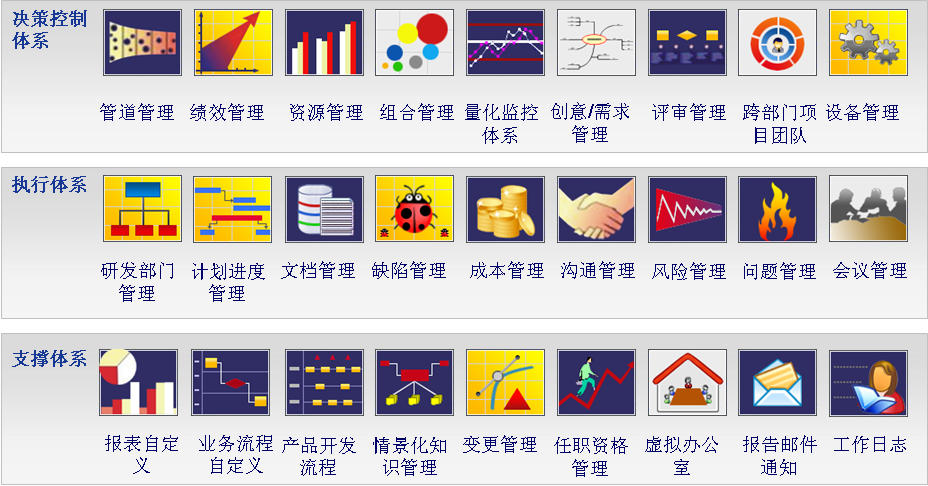 决策控制
体系
管道管理
绩效管理
资源管理
组合管理
量化监控
体系
创意/需求
管理
评审管理
跨部门项
目团队
设备管理
执行体系
研发部门
管理
计划进度
管理
文档管理
缺陷管理
成本管理
沟通管理
风险管理
问题管理
会议管理
支撑体系
报表自定
义
业务流程
自定义
产品开发
流程
情景化知
识管理
变更管理
任职资格
管理
虚拟办公
室
报告邮件
通知
工作日志